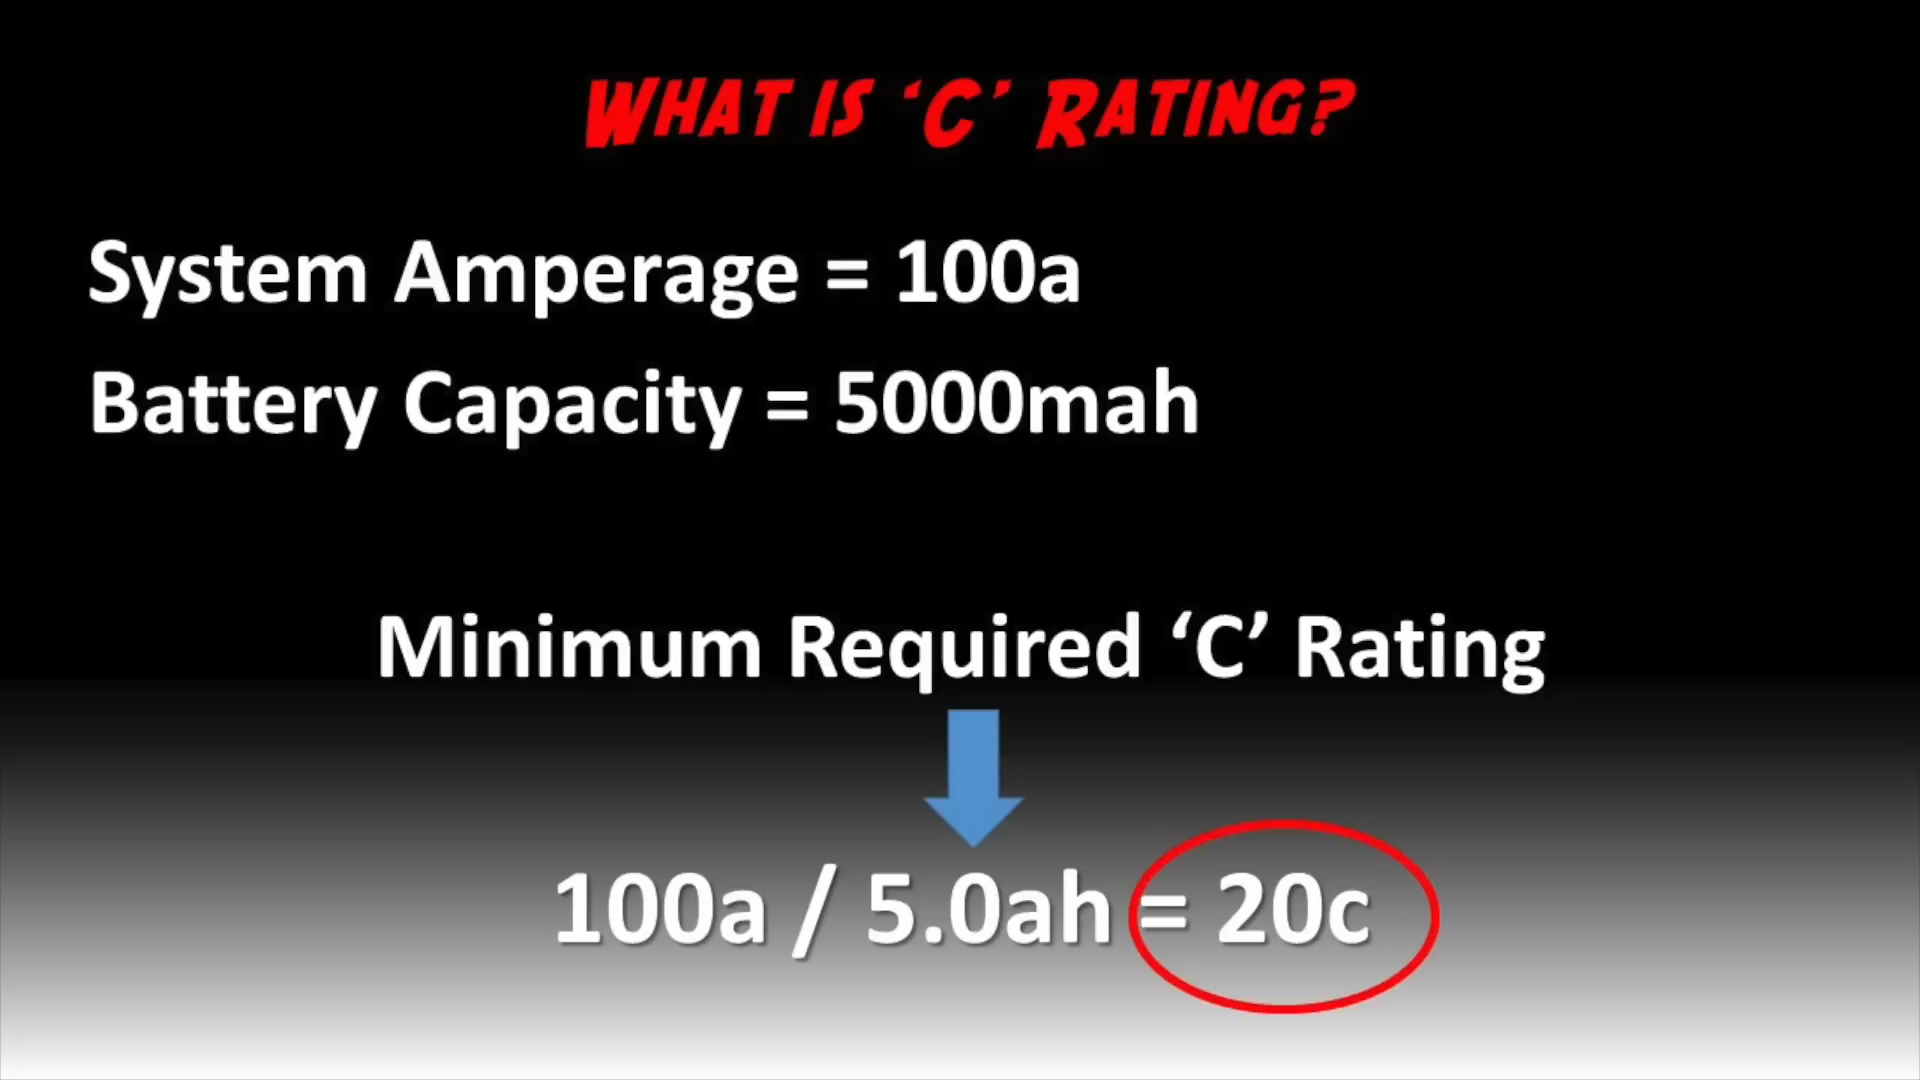 WHAT IS ‘C’ RATING?
System Amperage = 100a
Battery Capacity = 5000mah
Minimum Required ‘C’ Rating
100a / 5.0ah = 20c